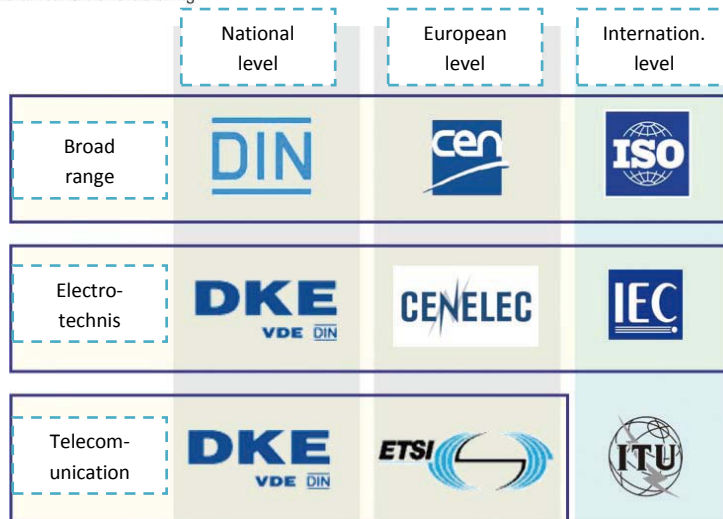 National
level
European
level
Internation.
level
Broad
range
DIN
cen
ISO
Electro-
technis
DKE
VDE DIN
CENELEC
IEC
Telecom-
unication
DKE
VDE DIN
ETSI
ITU